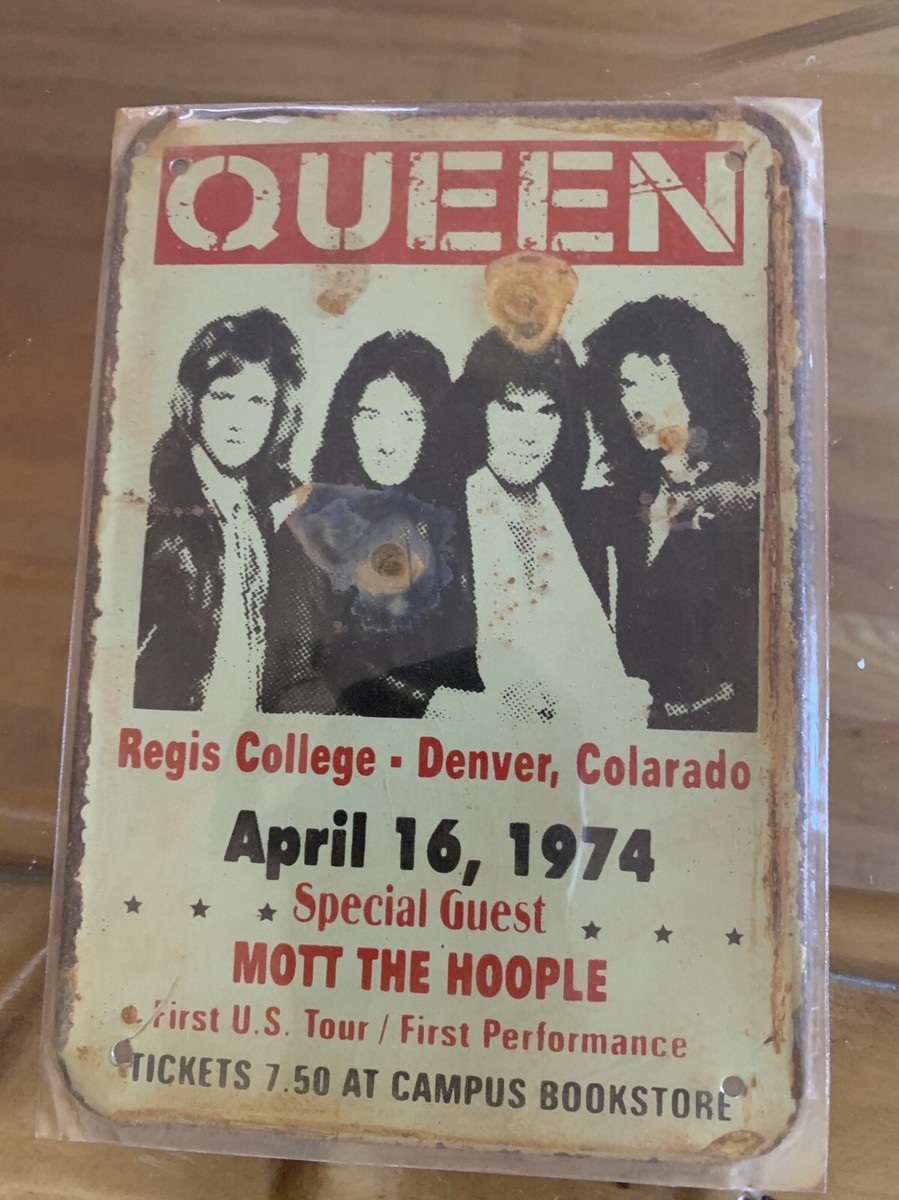 QUEEN
Regis College - Denver, Colarado
April 16, 1974
Special Guest
MOTT THE HOOPLE
First U.S. Tour / First Performance
TICKETS 7.50 AT CAMPUS BOOKSTORE